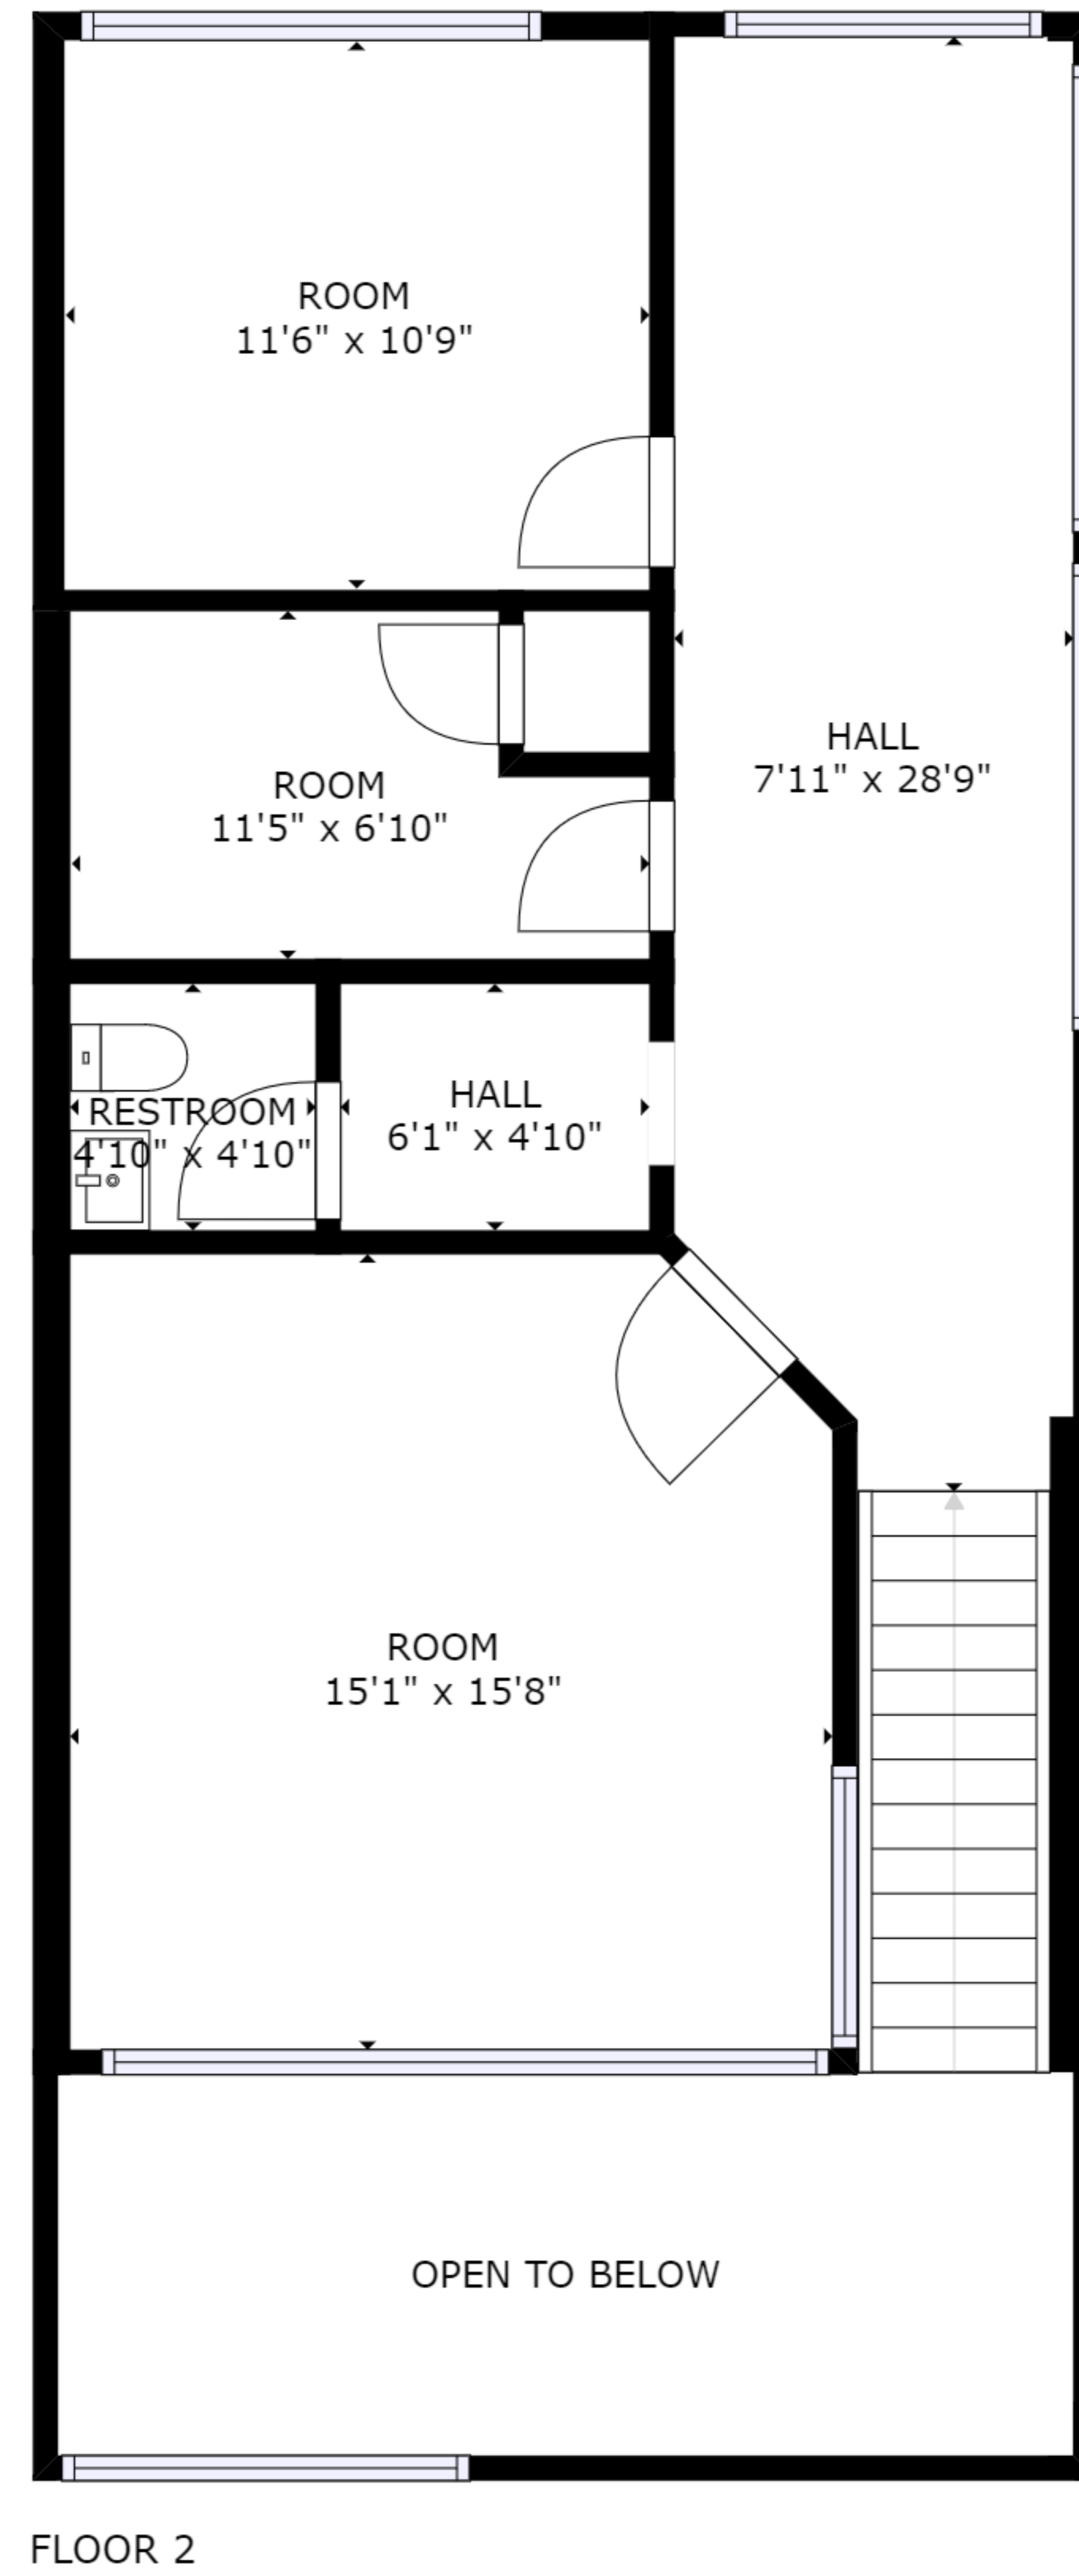 ROOM
11'6" x 10'9"
HALL
7'11" x 28'9"
ROOM
11'5" x 6'10"
RESTROOM
4'10" x 4'10"
HALL
6'1" x 4'10"
ROOM
15'1" x 15'8"
OPEN TO BELOW
FLOOR 2